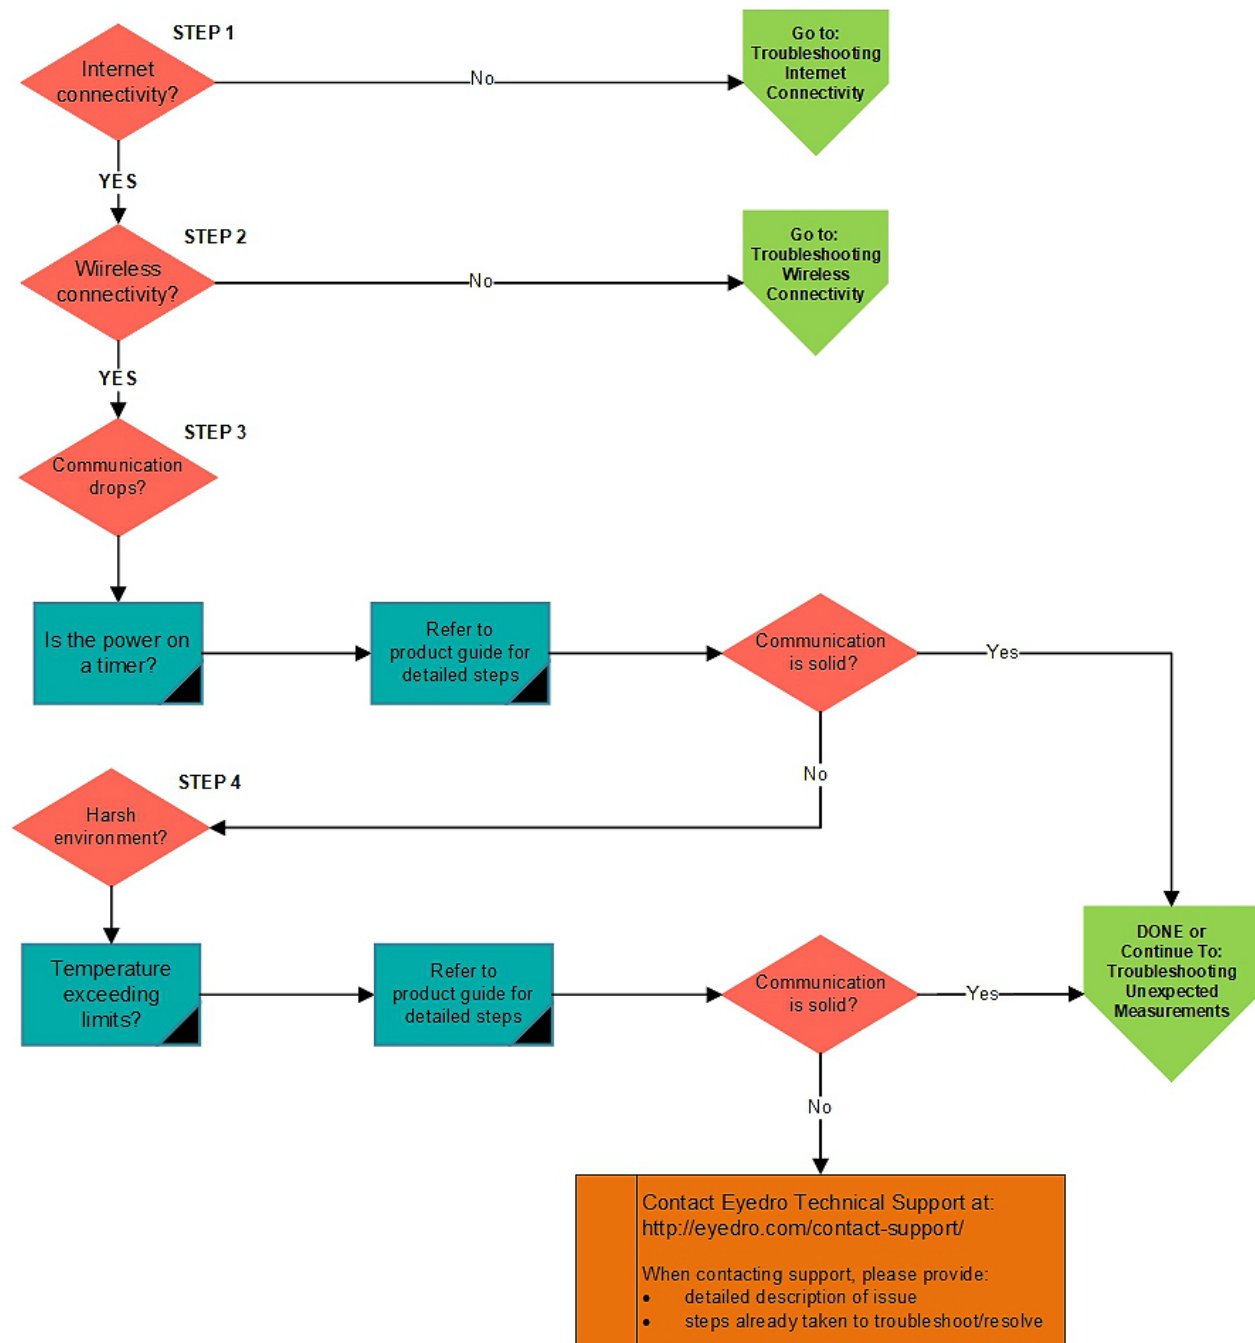 STEP 1
Internet
connectivity?
No
Go to:
Troubleshooting
Internet
Connectivity
YES
STEP 2
Wiireless
connectivity?
No
Go to:
Troubleshooting
Wireless
Connectivity
YES
STEP 3
Communication
drops?
Is the power on
a timer?
Refer to
product guide for
detailed steps
Communication
is solid?
Yes
No
STEP 4
Harsh
environment?
Temperature
exceeding
limits?
Refer to
product guide for
detailed steps
Communication
is solid?
Yes
DONE or
Continue To:
Troubleshooting
Unexpected
Measurements
No
Contact Eyedro Technical Support at:
http://eyedro.com/contact-support/
When contacting support, please provide:
• detailed description of issue
• steps already taken to troubleshoot/resolve